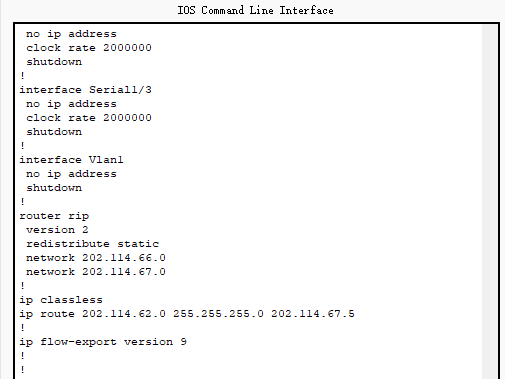 IOS Command Line Interface
no ip address
clock rate 2000000
shutdown
!
interface Serial1/3
no ip address
clock rate 2000000
shutdown
!
interface Vlan1
no ip address
shutdown
!
router rip
version 2
redistribute static
network 202.114.66.0
network 202.114.67.0
!
ip classless
ip route 202.114.62.0 255.255.255.0 202.114.67.5
!
ip flow-export version 9
!
!